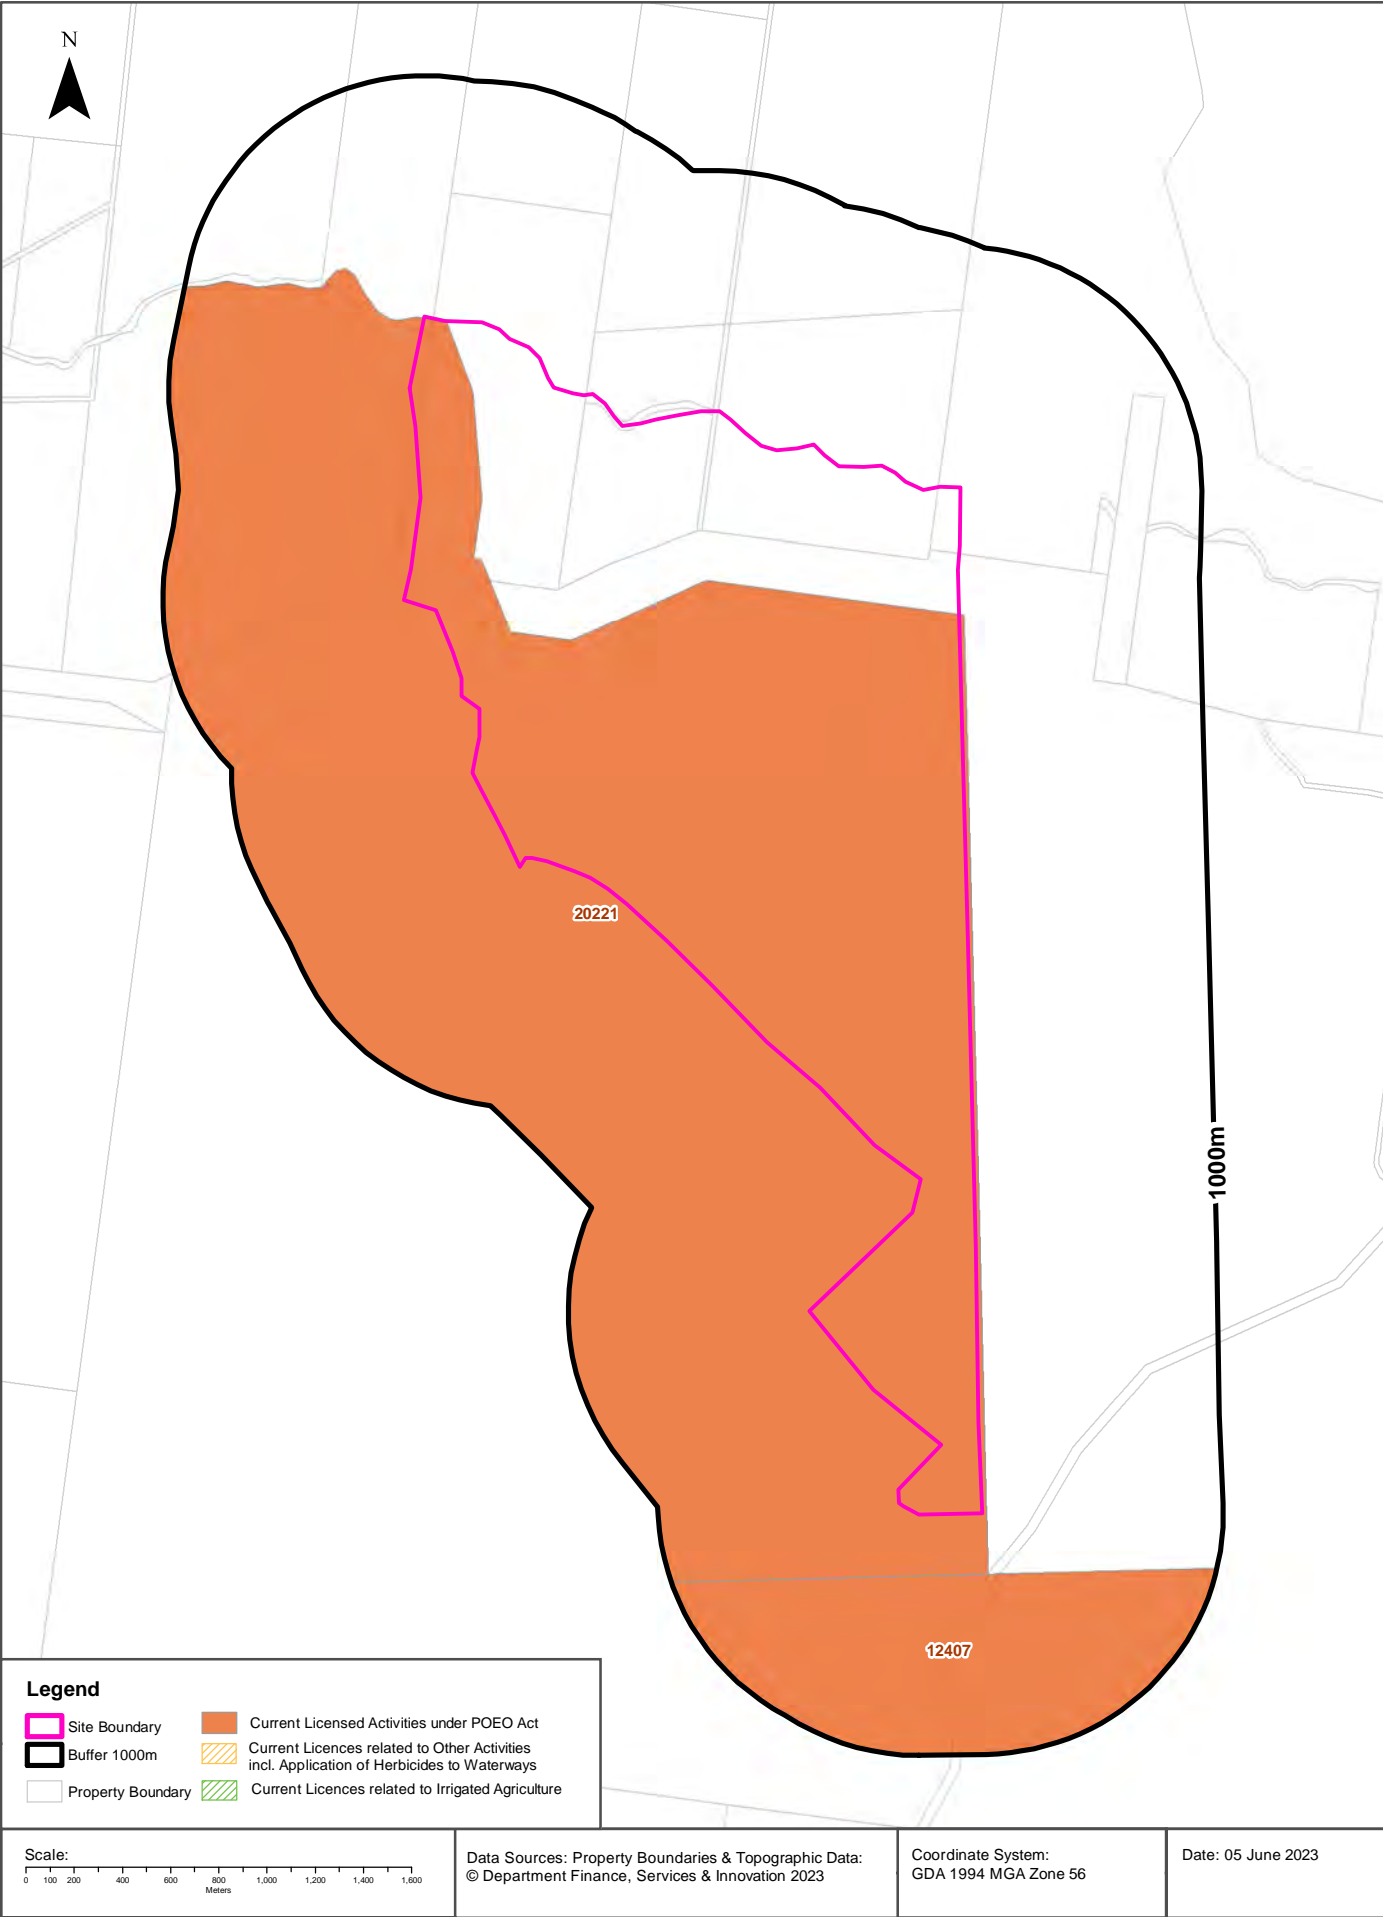 N
20221
1000m
12407
Legend
Site Boundary
Buffer 1000m
Property Boundary
Current Licensed Activities under POEO Act
Current Licences related to Other Activities
incl. Application of Herbicides to Waterways
Current Licences related to Irrigated Agriculture
Scale:
0 100 200 400 600 800 1,000 1,200 1,400 1,600
Meters
Data Sources: Property Boundaries & Topographic Data:
© Department Finance, Services & Innovation 2023
Coordinate System:
GDA 1994 MGA Zone 56
Date: 05 June 2023